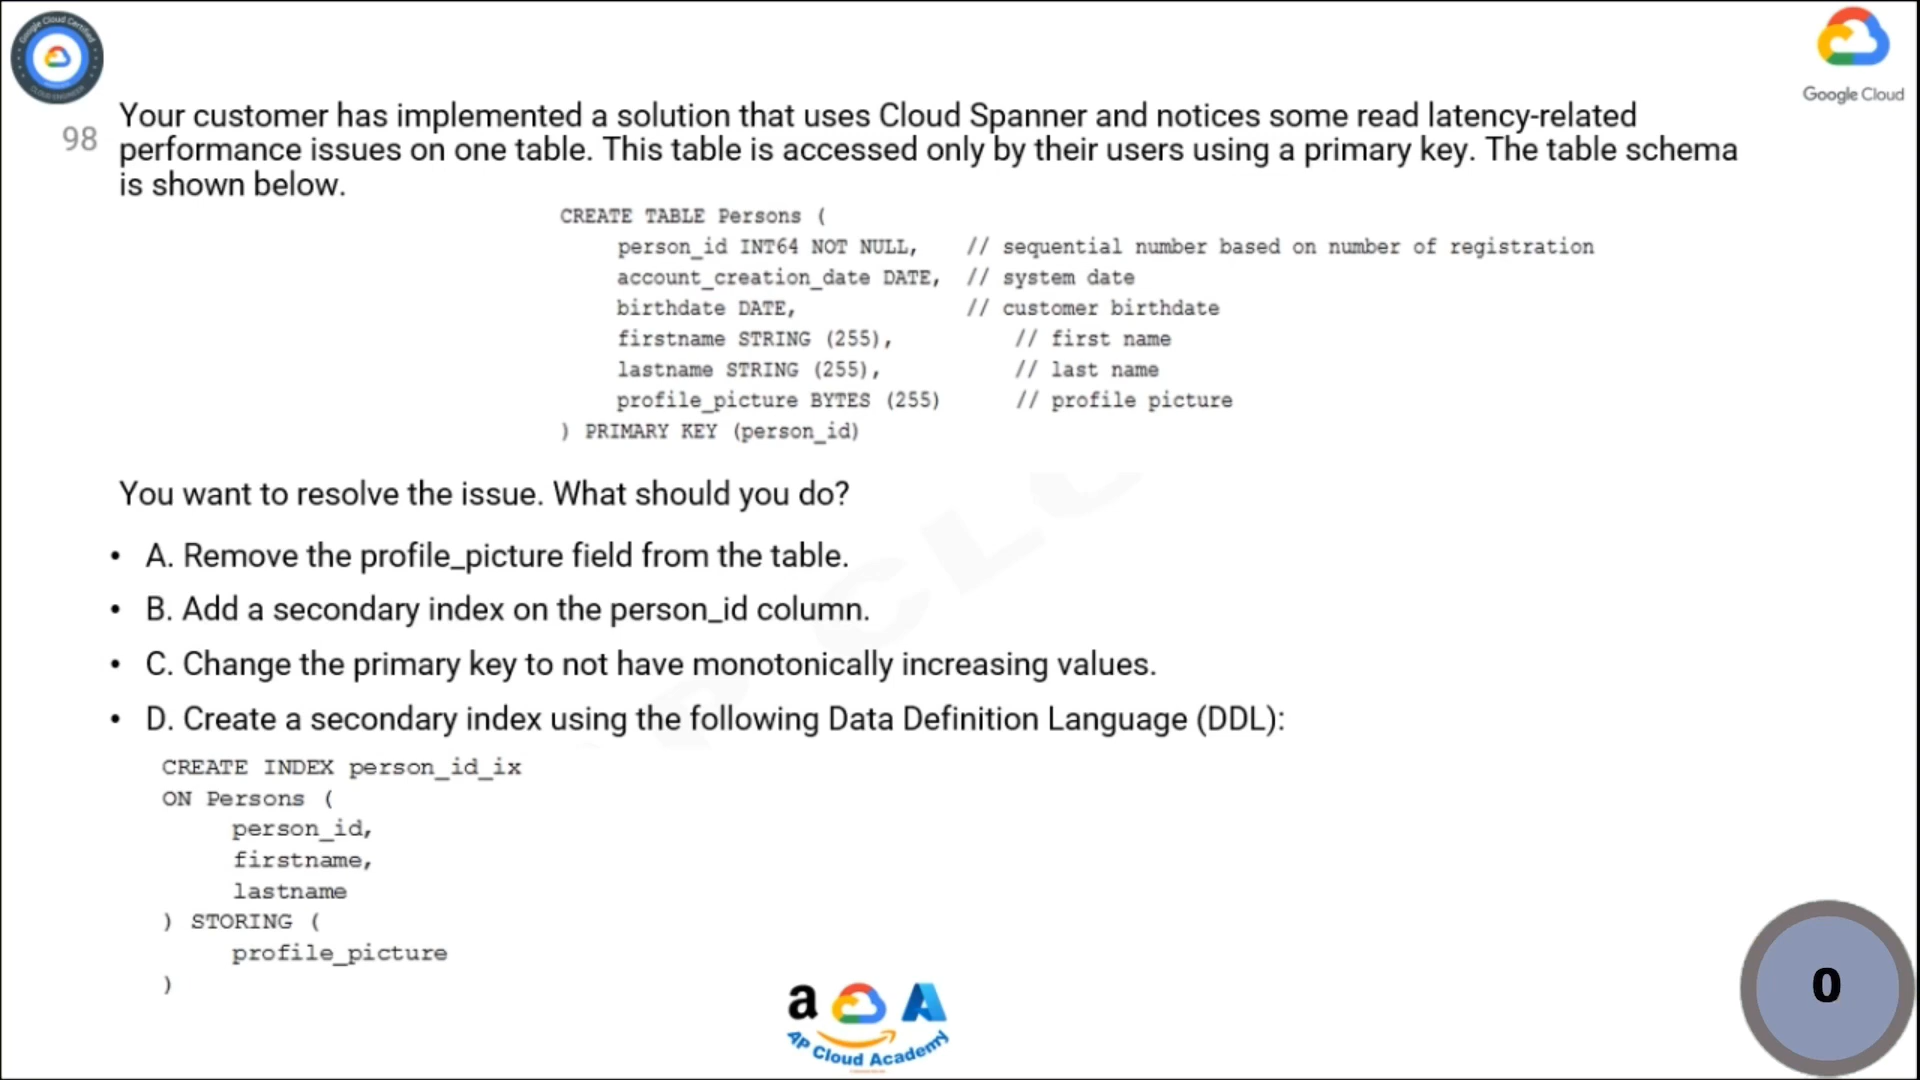 Google Cloud Certified
CLOUD ENGINEER
Google Cloud
98
Your customer has implemented a solution that uses Cloud Spanner and notices some read latency-related
performance issues on one table. This table is accessed only by their users using a primary key. The table schema
is shown below.
CREATE TABLE Persons (
person_id INT64 NOT NULL, // sequential number based on number of registration
account_creation_date DATE, // system date
birthdate DATE, // customer birthdate
firstname STRING (255), // first name
lastname STRING (255), // last name
profile_picture BYTES (255) // profile picture
) PRIMARY KEY (person_id)
You want to resolve the issue. What should you do?
• A. Remove the profile_picture field from the table.
• B. Add a secondary index on the person_id column.
• C. Change the primary key to not have monotonically increasing values.
• D. Create a secondary index using the following Data Definition Language (DDL):
CREATE INDEX person_id_ix
ON Persons (
person_id,
firstname,
lastname
) STORING (
profile_picture
)
a
AP Cloud Academy
0